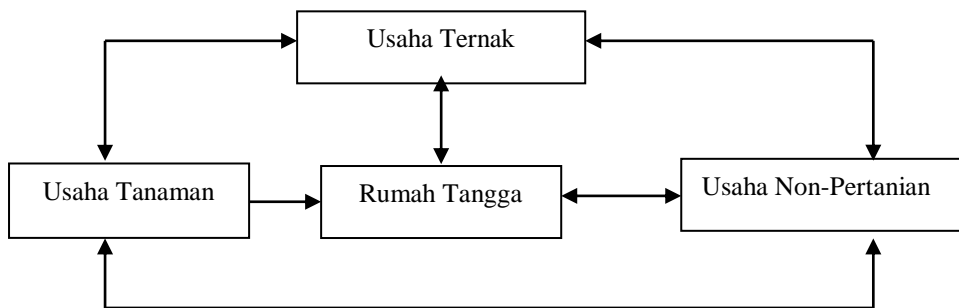 Usaha Ternak
Usaha Tanaman
Rumah Tangga
Usaha Non-Pertanian